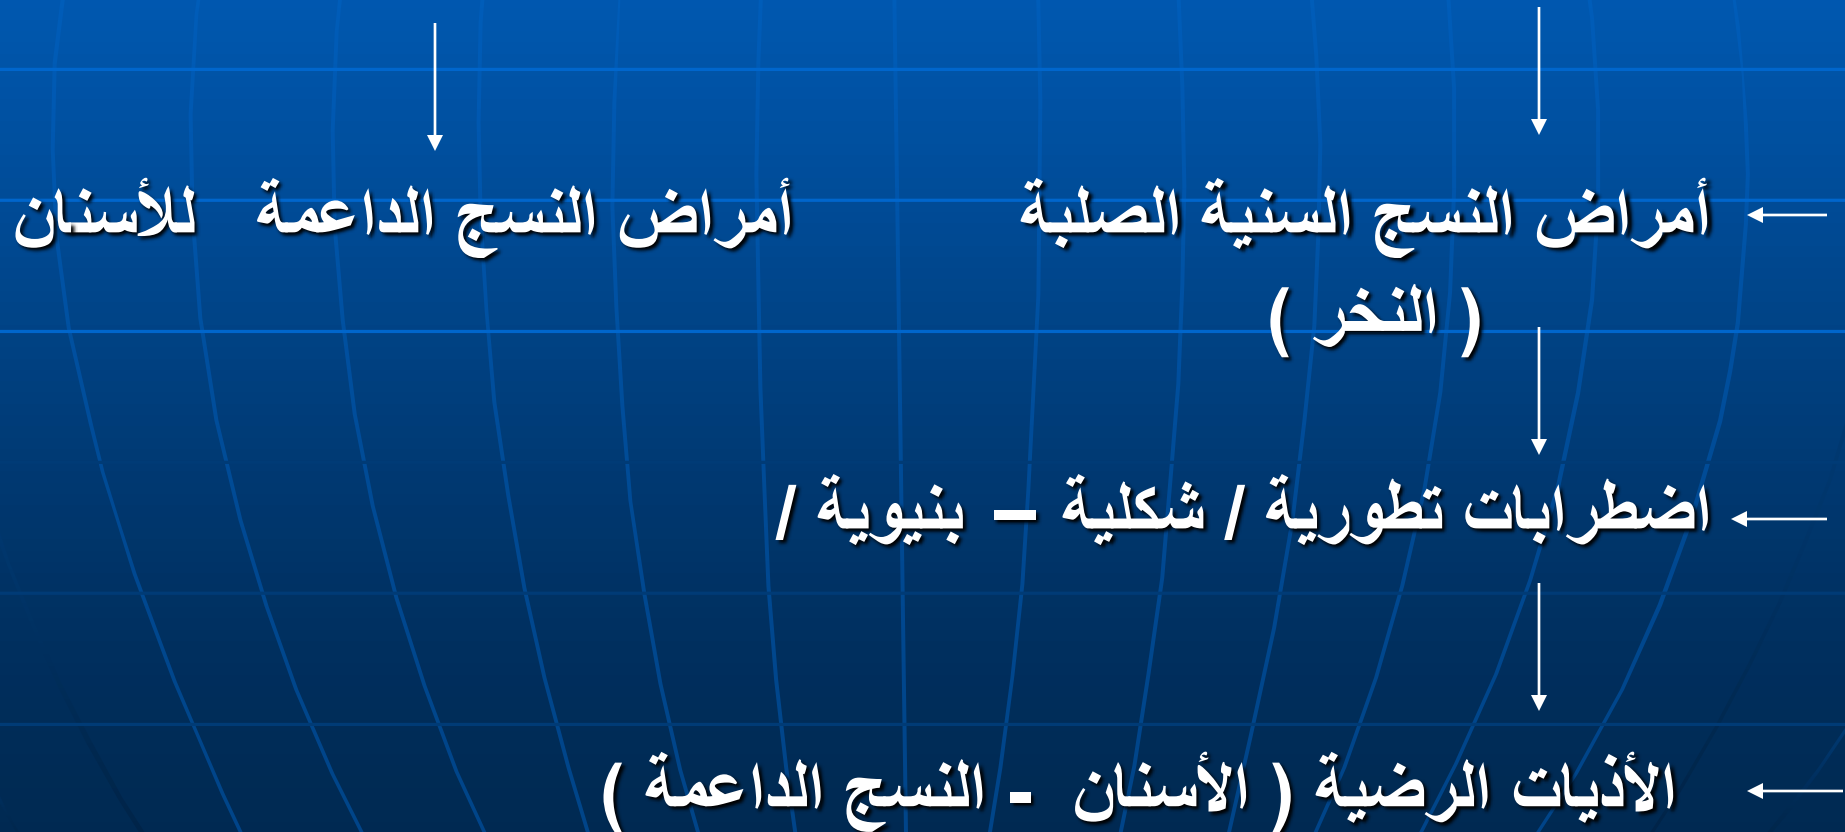 أمراض النسج السنية الصلبة أمراض النسج الداعمة للأسنان
( النخر )
اضطرابات تطورية / شكلية – بنيوية /
الأذيات الرضية ( الأسنان - النسج الداعمة )